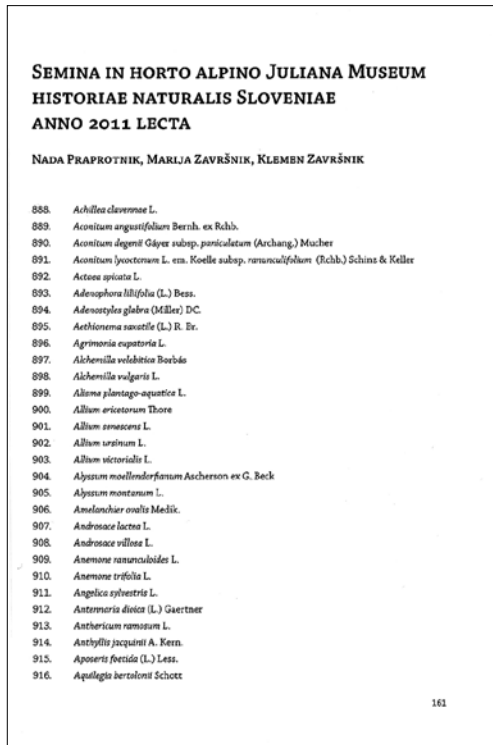 SEMINA IN HORTO ALPINO JULIANA MUSEUM
HISTORIAE NATURALIS SLOVENIAE
ANNO 2011 LECTA
NADA PRAPROTNIK, MARIJA ZAVRŠNIK, KLEMEN ZAVRŠNIK
888. Achillea clavennae L.
889. Aconitum angustifolium Bernh. ex Rchb.
890. Aconitum degenii Gáyer subsp. paniculatum (Archang.) Mucher
891. Aconitum lycoctonum L. em. Koelle subsp. ranunculifolium (Rchb.) Schinz & Keller
892. Actaea spicata L.
893. Adenophora liliifolia (L.) Bess.
894. Adenostyles glabra (Miller) DC.
895. Aethionema saxatile (L.) R. Br.
896. Agrimonia eupatoria L.
897. Alchemilla velebitica Borbás
898. Alchemilla vulgaris L.
899. Alisma plantago-aquatica L.
900. Allium ericetorum Thore
901. Allium senescens L.
902. Allium ursinum L.
903. Allium victorialis L.
904. Alyssum moellendorfianum Ascherson ex G. Beck
905. Alyssum montanum L.
906. Amelanchier ovalis Medik.
907. Androsace lactea L.
908. Androsace villosa L.
909. Anemone ranunculoides L.
910. Anemone trifolia L.
911. Angelica sylvestris L.
912. Antennaria dioica (L.) Gaertner
913. Anthericum ramosum L.
914. Anthyllis jacquinii A. Kern.
915. Aposeris foetida (L.) Less.
916. Aquilegia bertolonii Schott
161